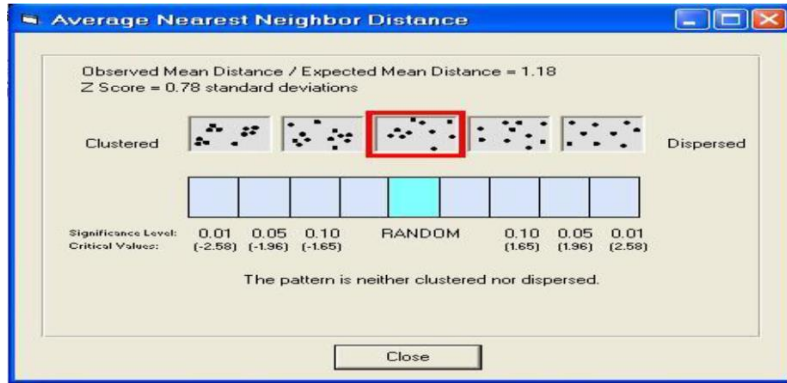 Average Nearest Neighbor Distance
Observed Mean Distance / Expected Mean Distance = 1.18
Z Score = 0.78 standard deviations
Clustered Dispersed
Significance Level: 0.01 0.05 0.10 RANDOM 0.10 0.05 0.01
Critical Values: (-2.58) (-1.96) (-1.65) (1.65) (1.96) (2.58)
The pattern is neither clustered nor dispersed.
Close